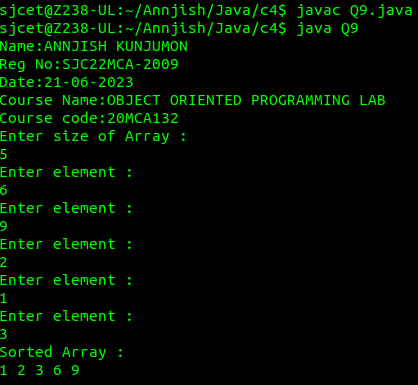 sjcet@Z238-UL:~/Annjish/Java/c4$ javac Q9.java
sjcet@Z238-UL:~/Annjish/Java/c4$ java Q9
Name:ANNJISH KUNJUMON
Reg No:SJC22MCA-2009
Date:21-06-2023
Course Name:OBJECT ORIENTED PROGRAMMING LAB
Course code:20MCA132
Enter size of Array :
5
Enter element :
6
Enter element :
9
Enter element :
2
Enter element :
1
Enter element :
3
Sorted Array :
1 2 3 6 9